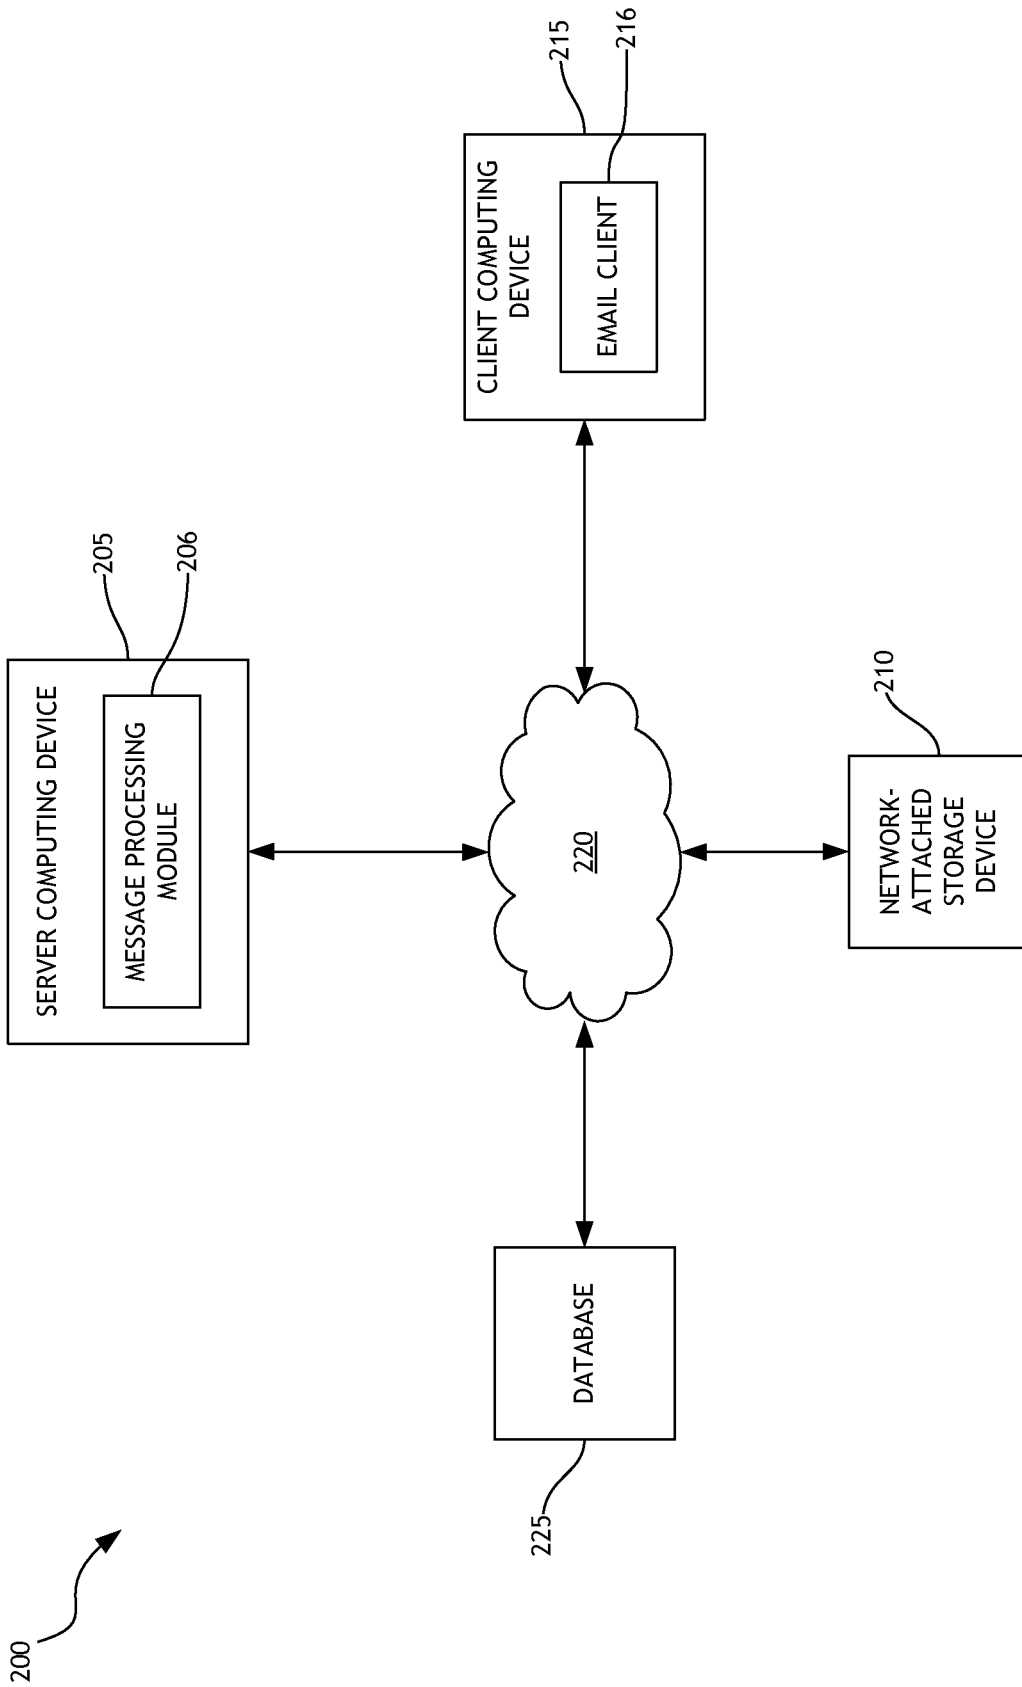 200
SERVER COMPUTING DEVICE
MESSAGE PROCESSING
MODULE
205
206
DATABASE
225
220
CLIENT COMPUTING
DEVICE
EMAIL CLIENT
215
216
NETWORK-
ATTACHED
STORAGE
DEVICE
210